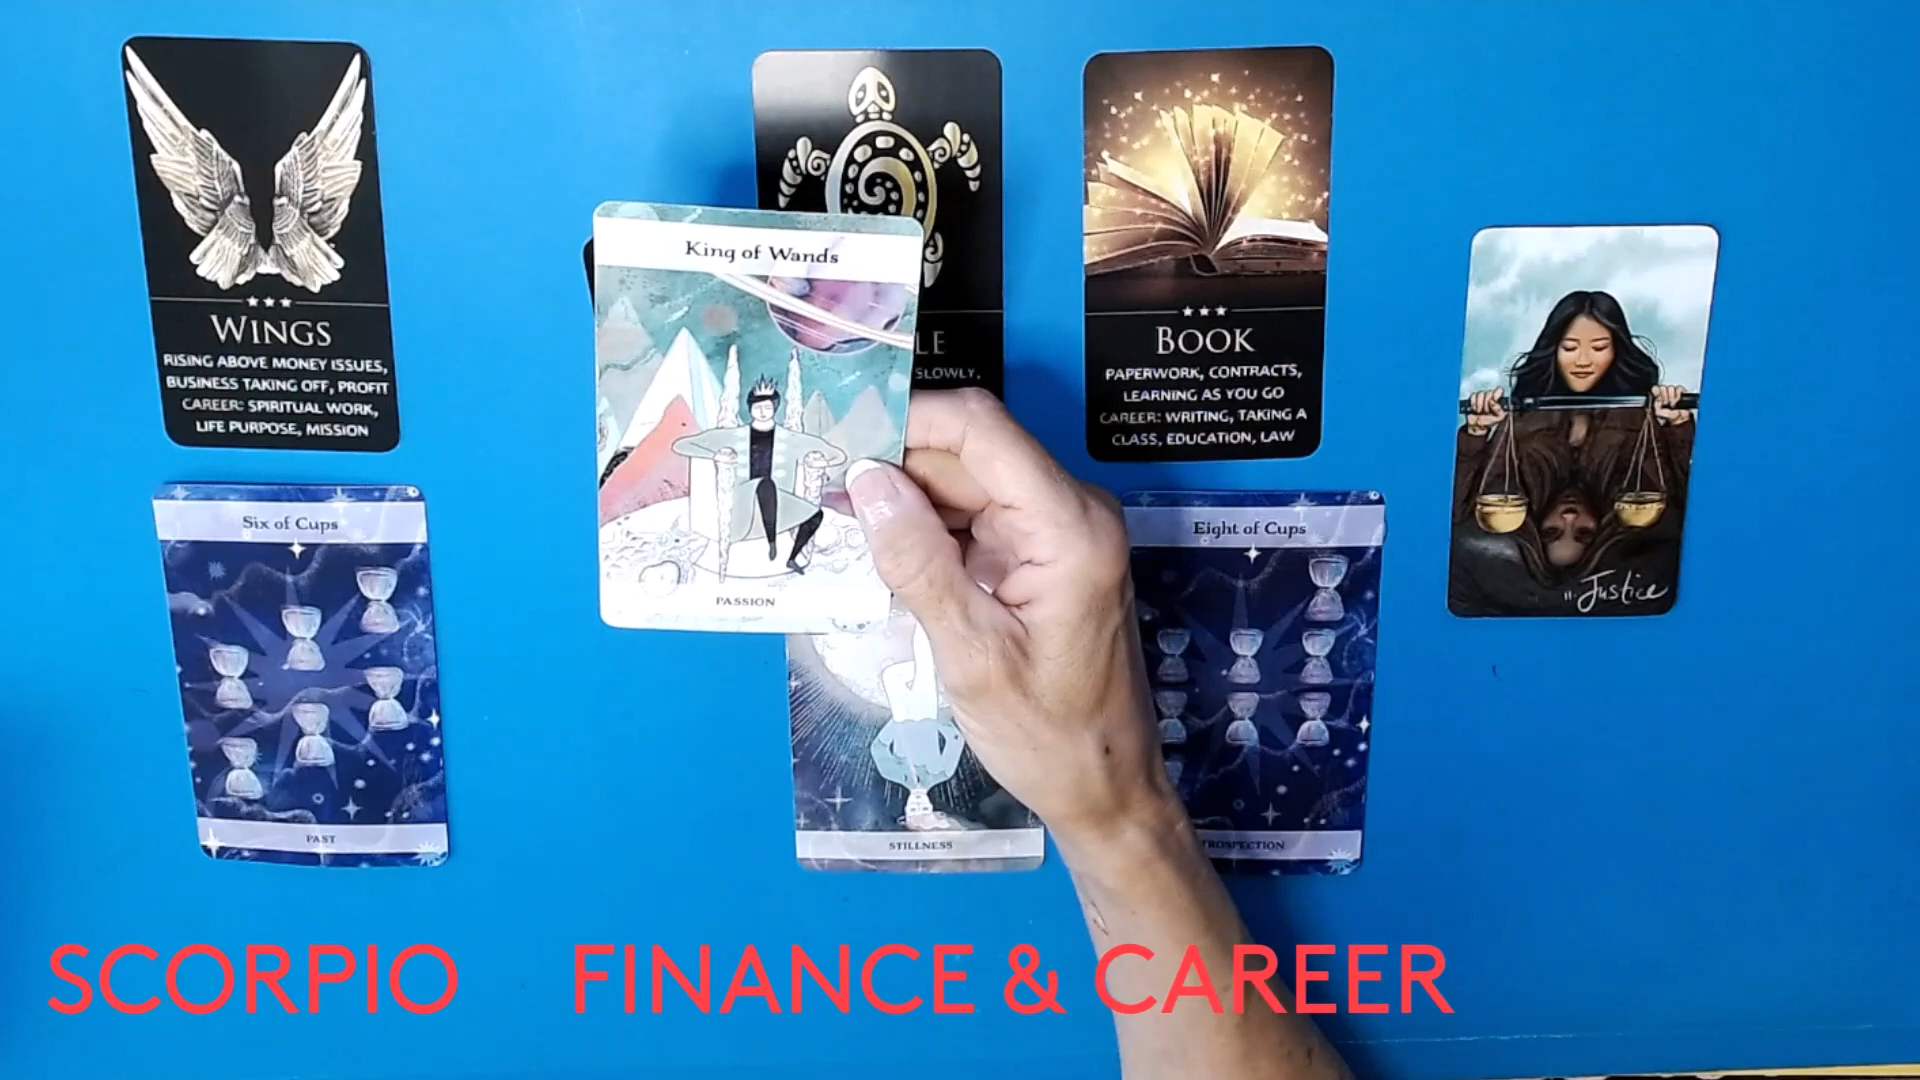 WINGS
RISING ABOVE MONEY ISSUES,
BUSINESS TAKING OFF, PROFIT
CAREER: SPIRITUAL WORK,
LIFE PURPOSE, MISSION
SLOWLY,
BOOK
PAPERWORK, CONTRACTS,
LEARNING AS YOU GO
CAREER: WRITING, TAKING A
CLASS, EDUCATION, LAW
King of Wands
PASSION
11. Justice
Six of Cups
PAST
STILLNESS
Eight of Cups
SCORPIO FINANCE & CAREER